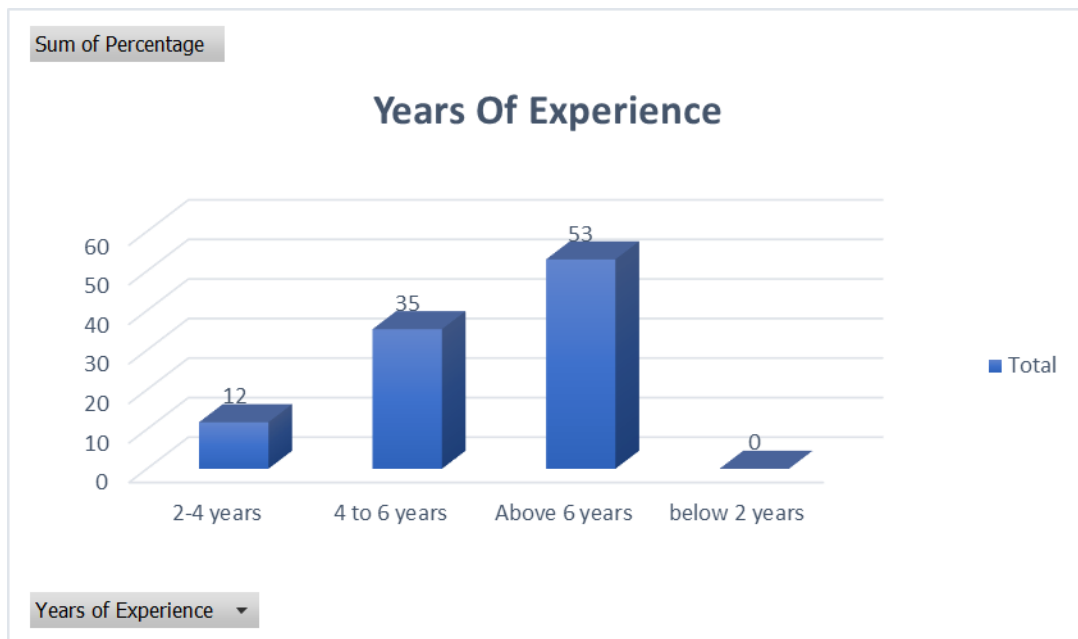 Sum of Percentage
Years Of Experience
60
50
40
30
20
10
0
12
35
53
0
2-4 years
4 to 6 years
Above 6 years
below 2 years
Total
Years of Experience